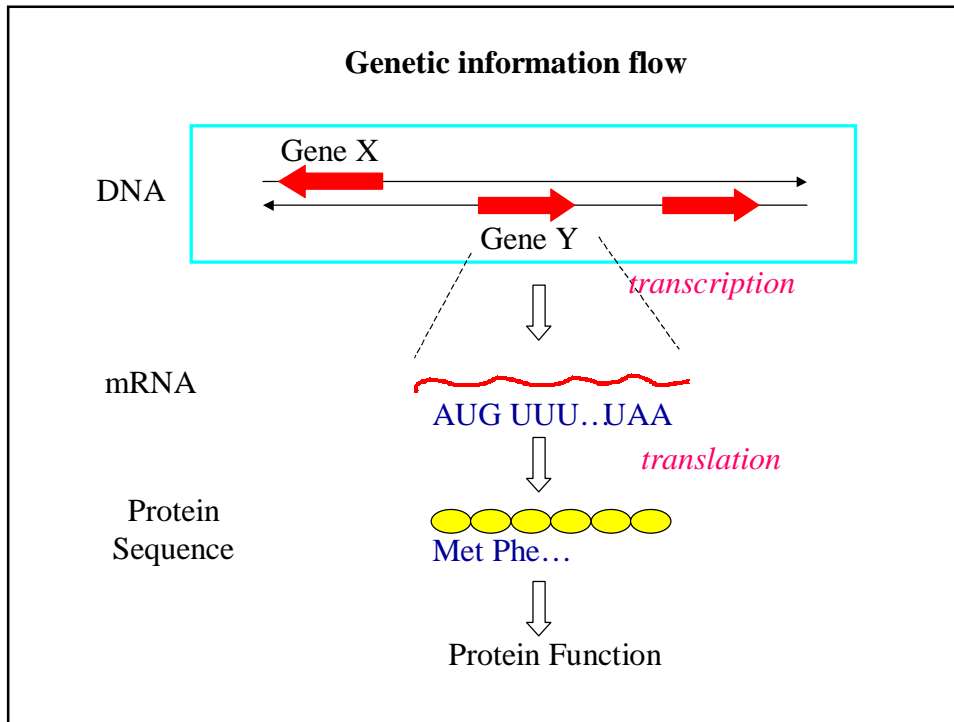 Genetic information flow
Gene X
DNA
Gene Y
transcription
mRNA
AUG UUU…UAA
translation
Protein
Sequence
Met Phe…
Protein Function